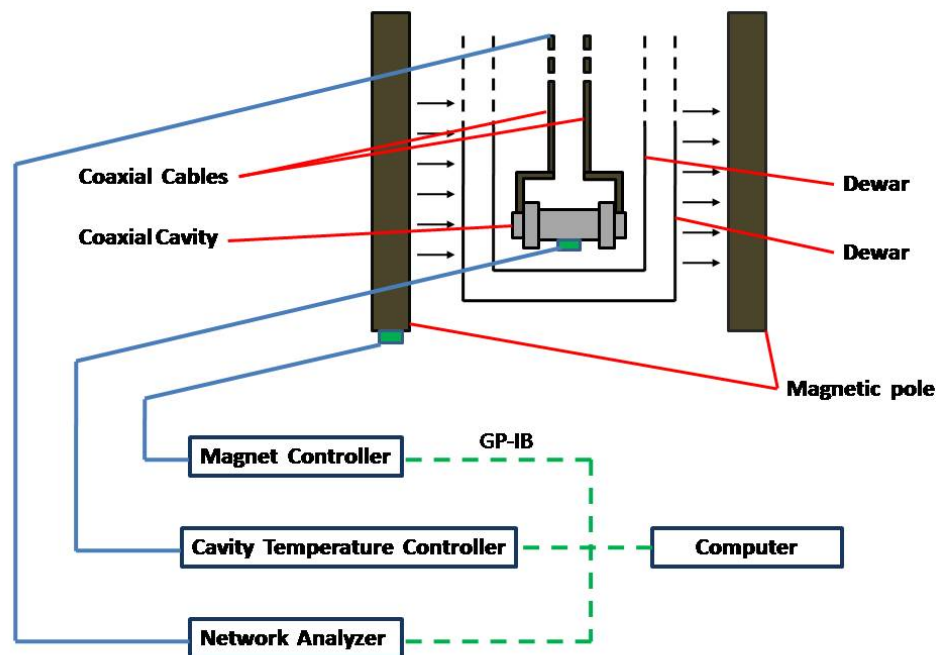 Coaxial Cables
Coaxial Cavity
Dewar
Dewar
Magnetic pole
GP-IB
Magnet Controller
Cavity Temperature Controller
Computer
Network Analyzer